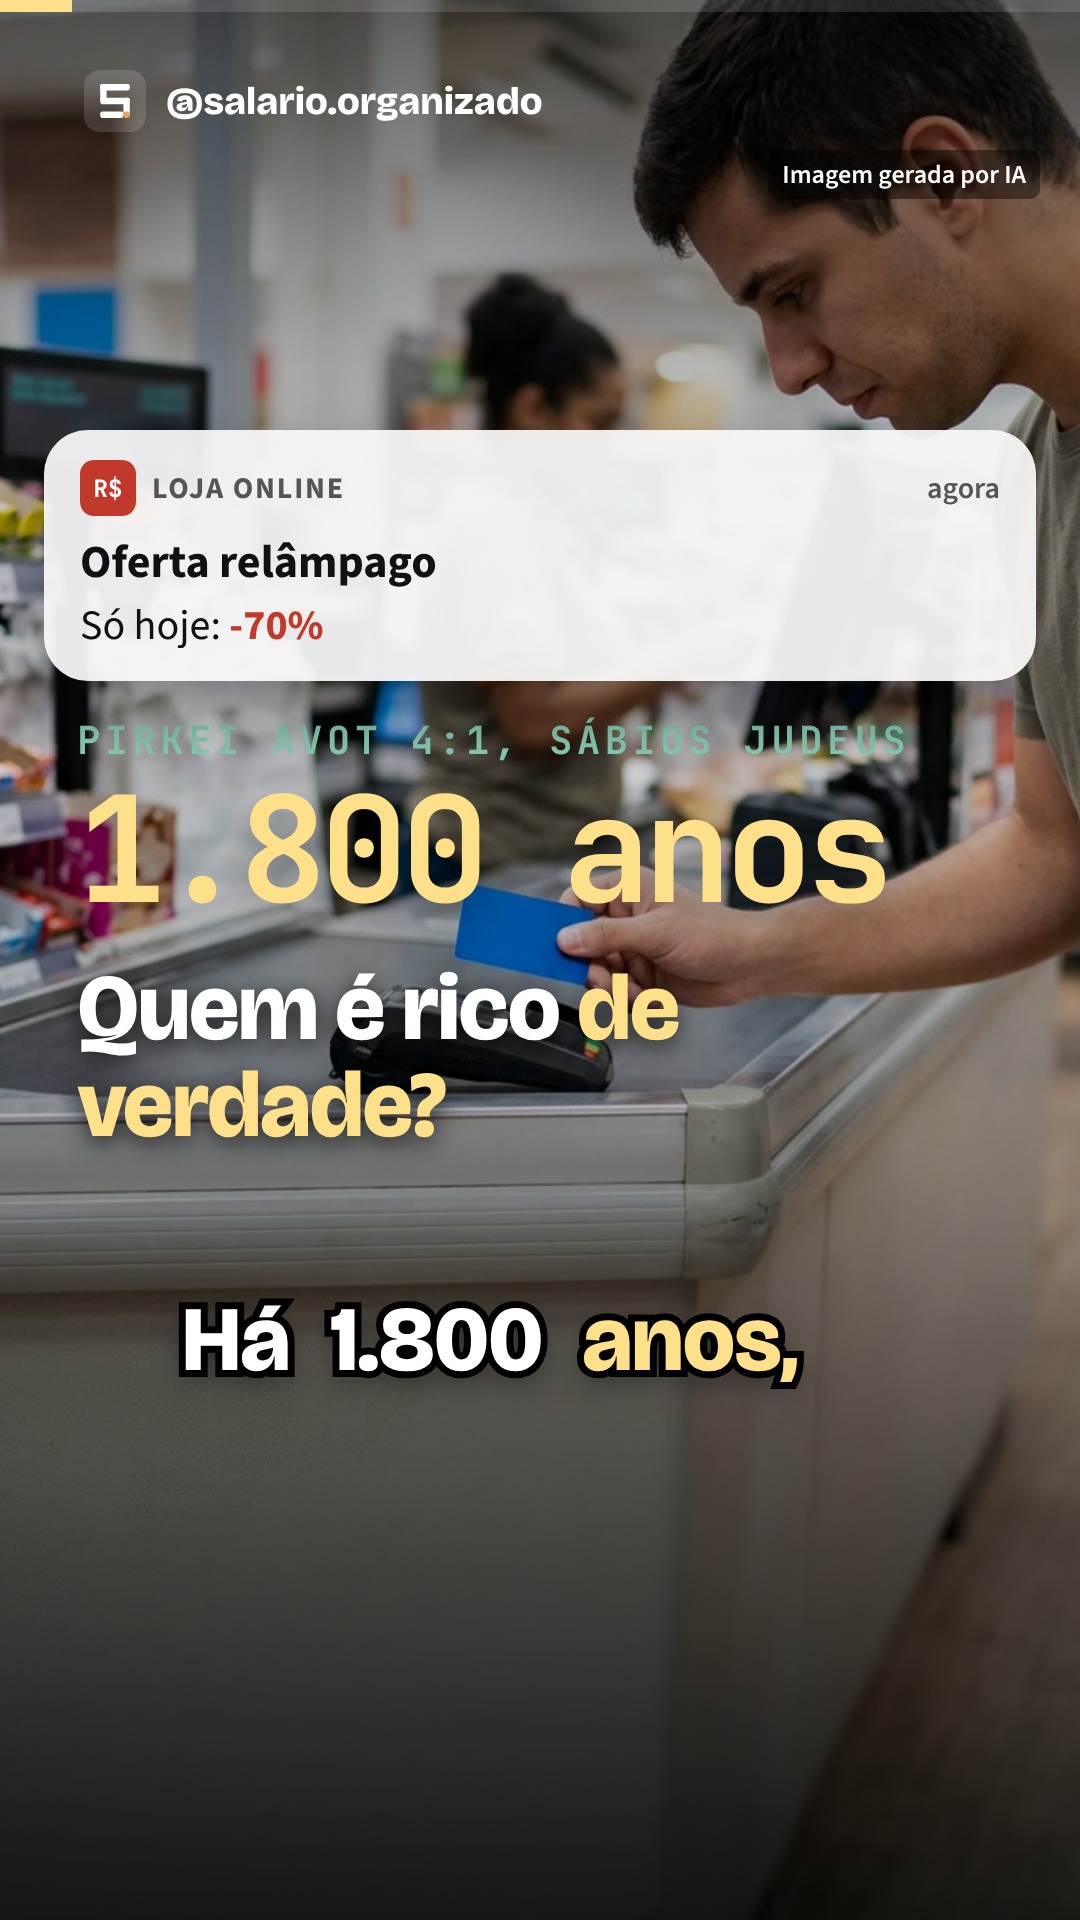 @salario.organizado
Imagem gerada por IA
R$ LOJA ONLINE agora
Oferta relâmpago
Só hoje: -70%
PIRKEI AVOT 4:1, SÁBIOS JUDEUS
1.800 anos
Quem é rico de
verdade?
Há 1.800 anos,